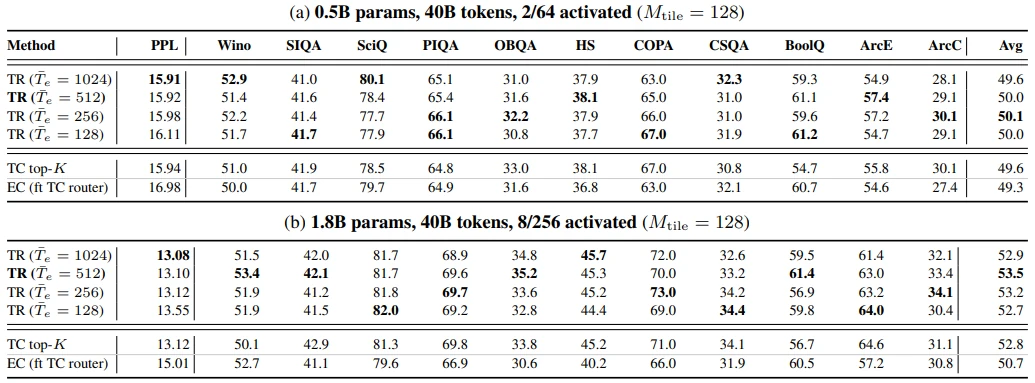 (a) 0.5B params, 40B tokens, 2/64 activated (M_tile = 128)
Method PPL Wino SIQA SciQ PIQA OBQA HS COPA CSQA BoolQ ArcE ArcC Avg
TR (T̄_e = 1024) 15.91 52.9 41.0 80.1 65.1 31.0 37.9 63.0 32.3 59.3 54.9 28.1 49.6
TR (T̄_e = 512) 15.92 51.4 41.6 78.4 65.4 31.6 38.1 65.0 31.0 61.1 57.4 29.1 50.0
TR (T̄_e = 256) 15.98 52.2 41.4 77.7 66.1 32.2 37.9 66.0 31.0 59.6 57.2 30.1 50.1
TR (T̄_e = 128) 16.11 51.7 41.7 77.9 66.1 30.8 37.7 67.0 31.9 61.2 54.7 29.1 50.0
TC top-K 15.94 51.0 41.9 78.5 64.8 33.0 38.1 67.0 30.8 54.7 55.8 30.1 49.6
EC (ft TC router) 16.98 50.0 41.7 79.7 64.9 31.6 36.8 63.0 32.1 60.7 54.6 27.4 49.3
(b) 1.8B params, 40B tokens, 8/256 activated (M_tile = 128)
TR (T̄_e = 1024) 13.08 51.5 42.0 81.7 68.9 34.8 45.7 72.0 32.6 59.5 61.4 32.1 52.9
TR (T̄_e = 512) 13.10 53.4 42.1 81.7 69.6 35.2 45.3 70.0 33.2 61.4 63.0 33.4 53.5
TR (T̄_e = 256) 13.12 51.9 41.2 81.8 69.7 33.6 45.2 73.0 34.2 56.9 63.2 34.1 53.2
TR (T̄_e = 128) 13.55 51.9 41.5 82.0 69.2 32.8 44.4 69.0 34.4 59.8 64.0 30.4 52.7
TC top-K 13.12 50.1 42.9 81.3 69.8 33.8 45.2 71.0 34.1 56.7 64.6 31.1 52.8
EC (ft TC router) 15.01 52.7 41.1 79.6 66.9 30.6 40.2 66.0 31.9 60.5 57.2 30.8 50.7